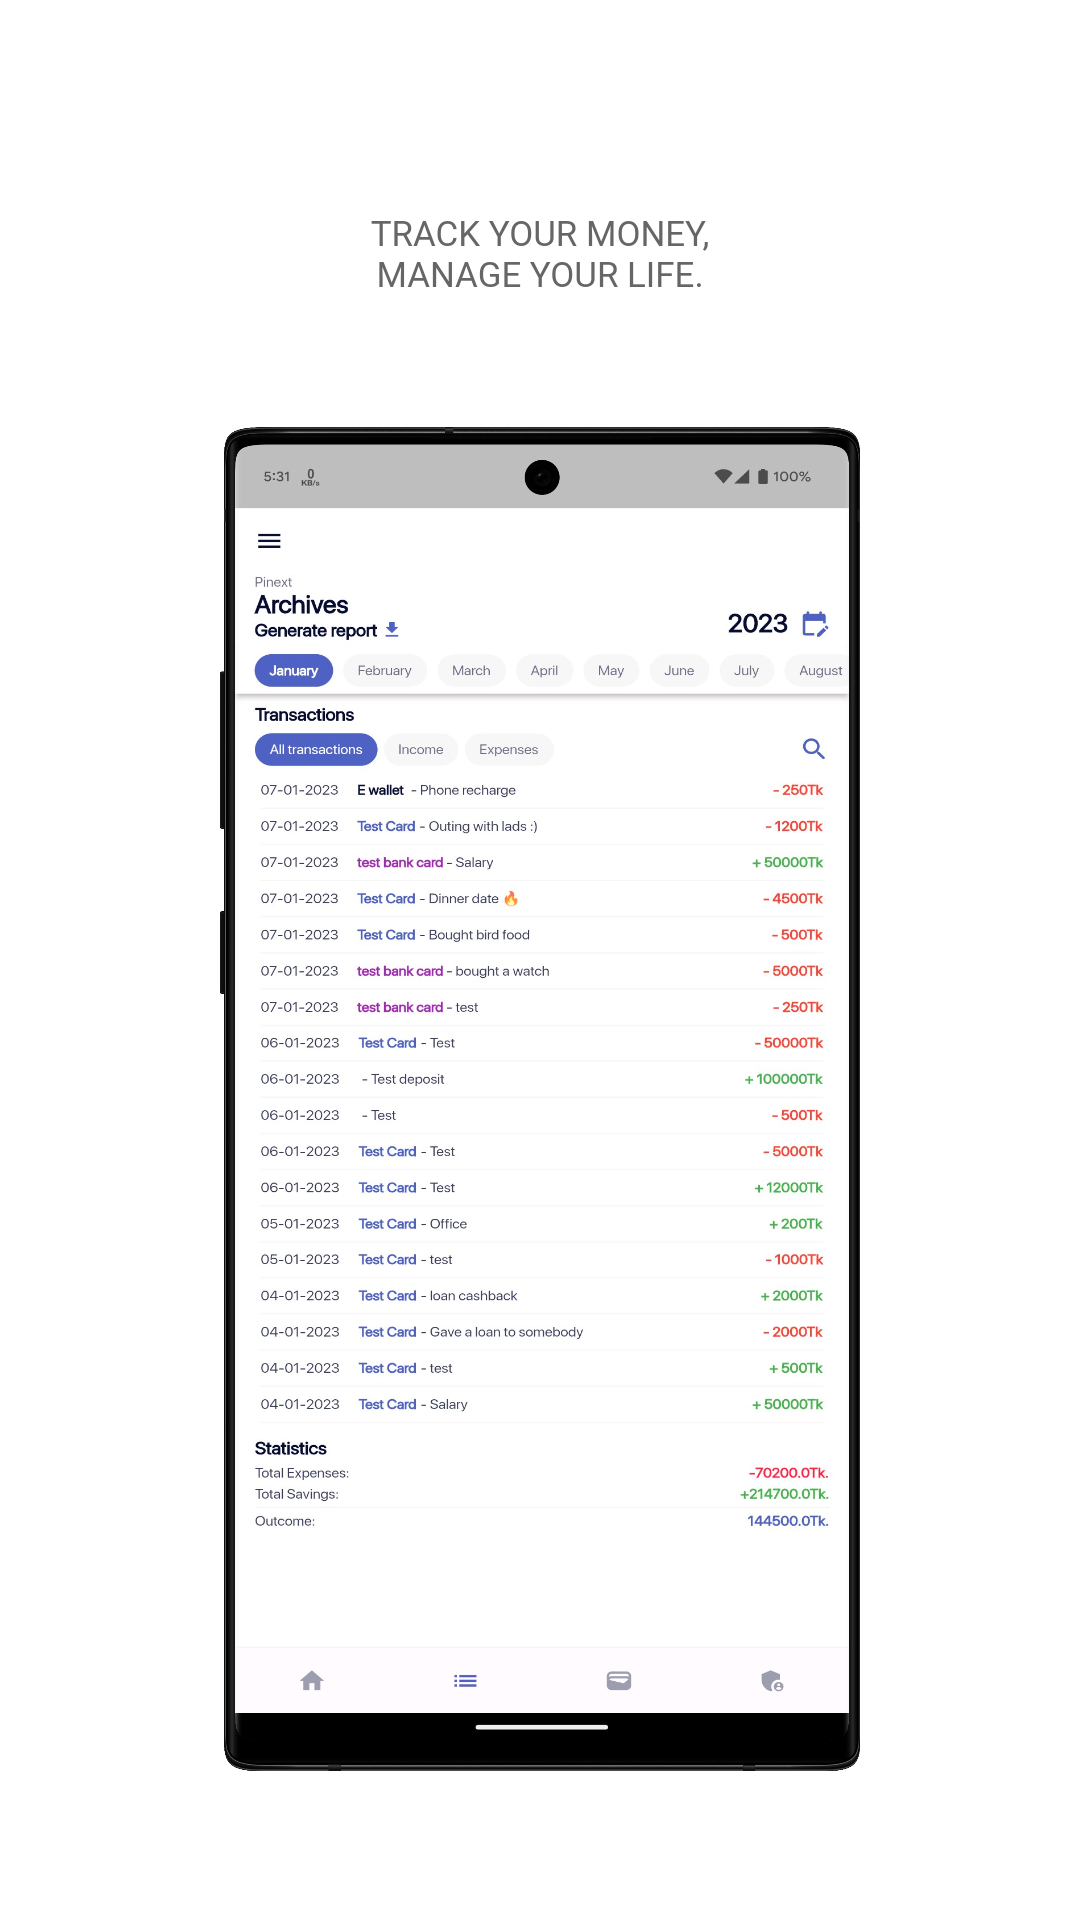 TRACK YOUR MONEY,
MANAGE YOUR LIFE.
5:31 0 KB/s 100%
Pinext
Archives
Generate report 2023
January February March April May June July August
Transactions
All transactions Income Expenses
07-01-2023 E wallet - Phone recharge - 250Tk
07-01-2023 Test Card - Outing with lads :) - 1200Tk
07-01-2023 test bank card - Salary + 50000Tk
07-01-2023 Test Card - Dinner date 🔥 - 4500Tk
07-01-2023 Test Card - Bought bird food - 500Tk
07-01-2023 test bank card - bought a watch - 5000Tk
07-01-2023 test bank card - test - 250Tk
06-01-2023 Test Card - Test - 50000Tk
06-01-2023 - Test deposit + 100000Tk
06-01-2023 - Test - 500Tk
06-01-2023 Test Card - Test - 5000Tk
06-01-2023 Test Card - Test + 12000Tk
05-01-2023 Test Card - Office + 200Tk
05-01-2023 Test Card - test - 1000Tk
04-01-2023 Test Card - loan cashback + 2000Tk
04-01-2023 Test Card - Gave a loan to somebody - 2000Tk
04-01-2023 Test Card - test + 500Tk
04-01-2023 Test Card - Salary + 50000Tk
Statistics
Total Expenses: -70200.0Tk.
Total Savings: +214700.0Tk.
Outcome: 144500.0Tk.